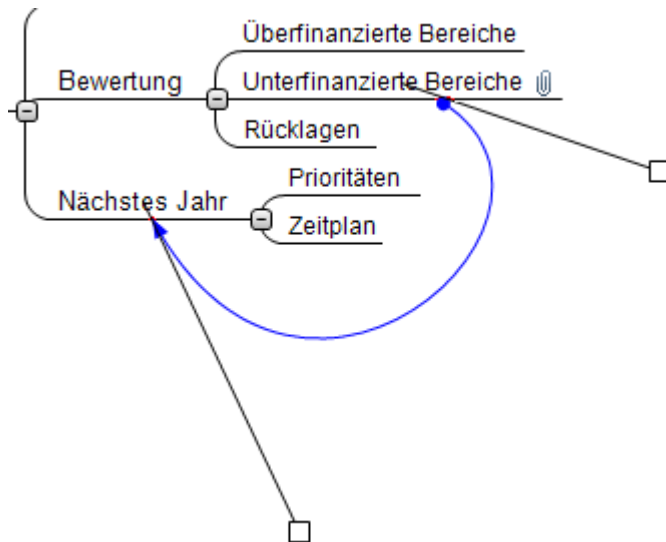 Überfinanzierte Bereiche
Bewertung
Unterfinanzierte Bereiche
Rücklagen
Prioritäten
Nächstes Jahr
Zeitplan